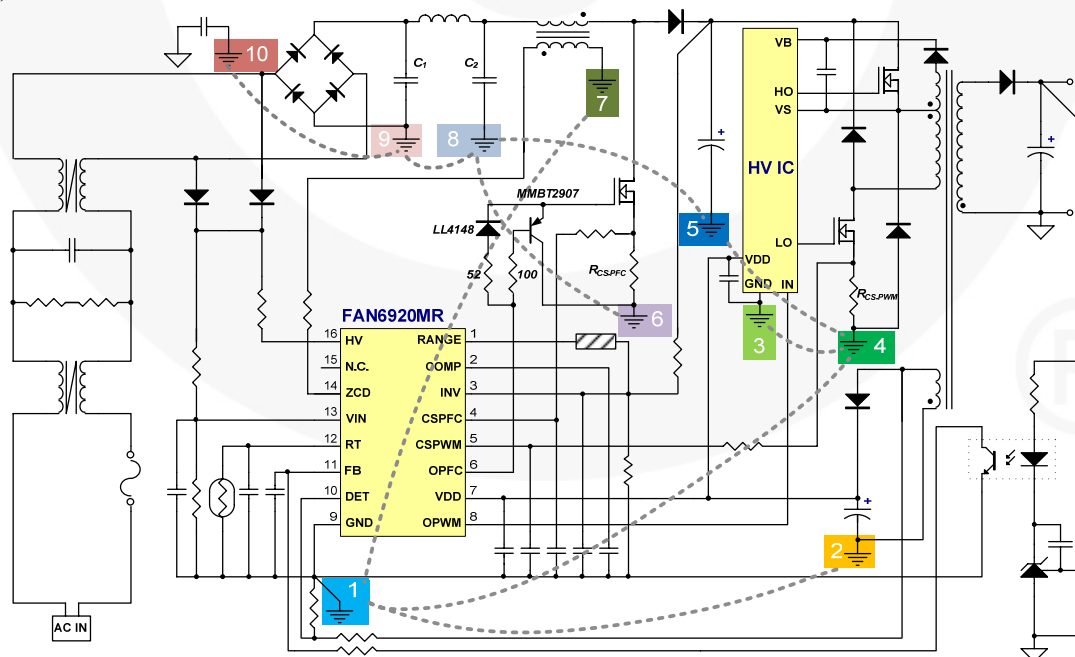 10
C1
C2
7
9
8
VB
HO
VS
HV IC
MMBT2907
LL4148
5
LO
VDD
GND
IN
52
100
RCS-PFC
RCS-PWM
6
3
4
FAN6920MR
16
HV
RANGE
1
15
N.C.
COMP
2
14
ZCD
INV
3
13
VIN
CSPFC
4
12
RT
CSPWM
5
11
FB
OPFC
6
10
DET
VDD
7
9
GND
OPWM
8
+
+
+
2
1
AC IN